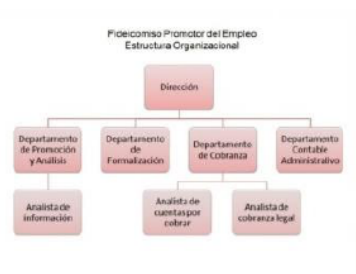 Fideicomiso Promotor del Empleo
Estructura Organizacional
Dirección
Departamento
de Promoción
y Análisis
Departamento
de
Formalización
Departamento
de Cobranza
Departamento
Contable
Administrativo
Analista de
información
Analista de
cuentas por
cobrar
Analista de
cobranza legal